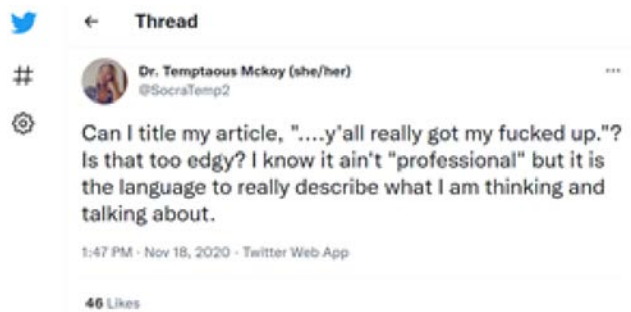 Thread
Dr. Temptaous Mckoy (she/her)
@SocraTemp2
Can I title my article, "....y'all really got my fucked up."?
Is that too edgy? I know it ain't "professional" but it is
the language to really describe what I am thinking and
talking about.
1:47 PM · Nov 18, 2020 · Twitter Web App
46 Likes